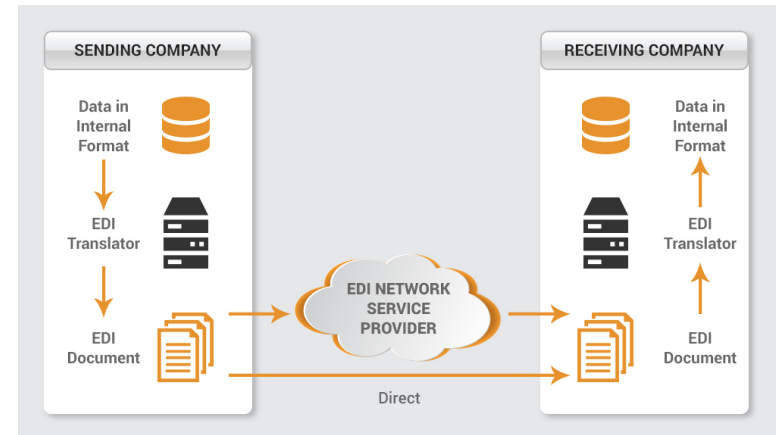 SENDING COMPANY
Data in
Internal
Format
EDI
Translator
EDI
Document
EDI NETWORK
SERVICE
PROVIDER
Direct
RECEIVING COMPANY
Data in
Internal
Format
EDI
Translator
EDI
Document